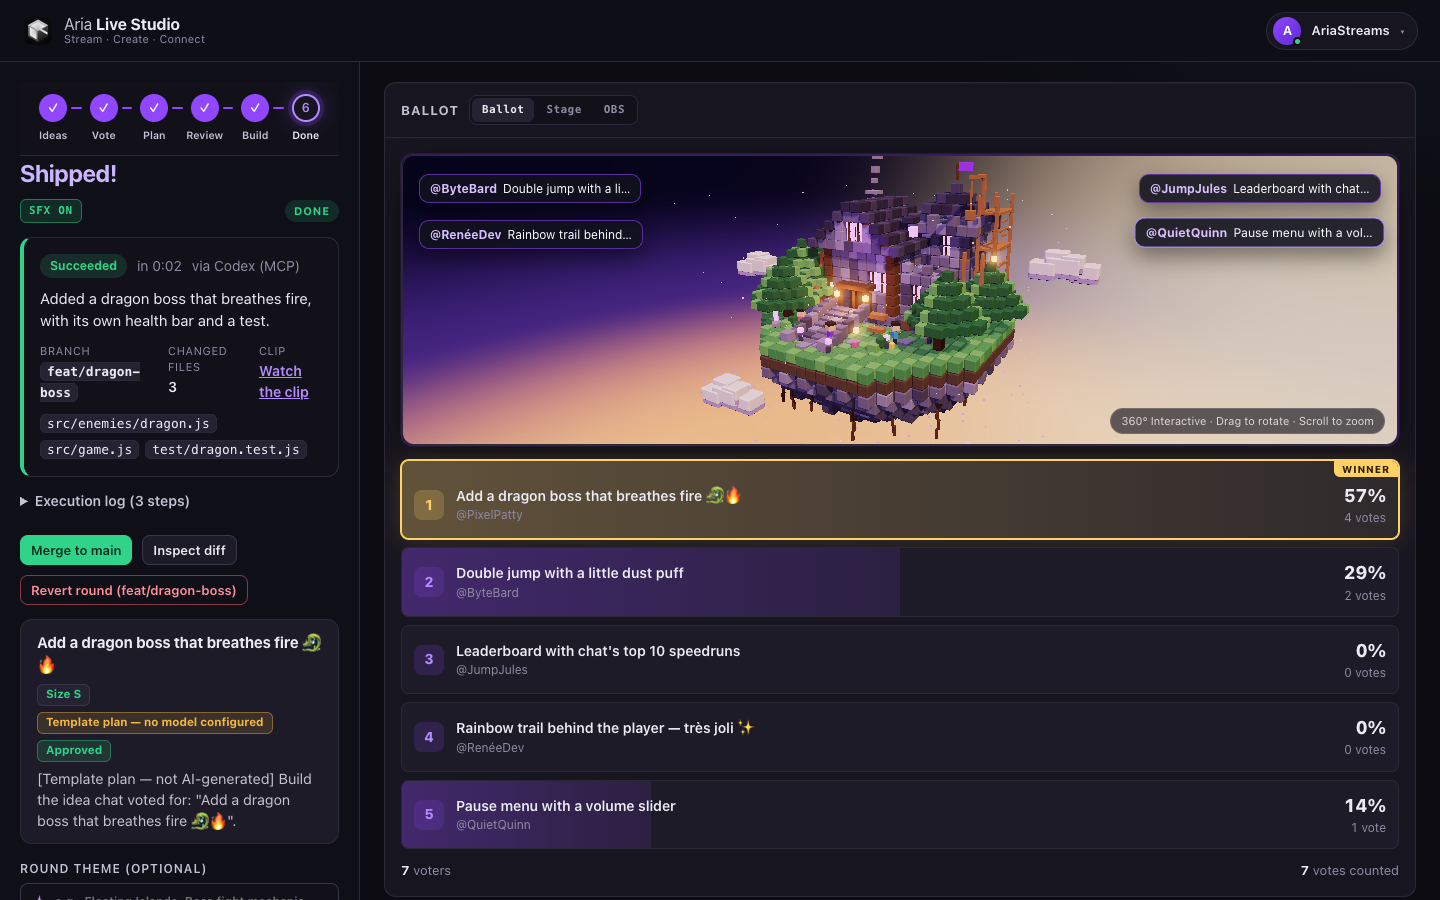 Aria Live Studio
Stream · Create · Connect
A
AriaStreams
6
Ideas
Vote
Plan
Review
Build
Done
Shipped!
SFX ON
DONE
Succeeded in 0:02 via Codex (MCP)
Added a dragon boss that breathes fire,
with its own health bar and a test.
BRANCH
feat/dragon-
boss
CHANGED
FILES
3
CLIP
Watch
the clip
src/enemies/dragon.js
src/game.js test/dragon.test.js
Execution log (3 steps)
Merge to main
Inspect diff
Revert round (feat/dragon-boss)
Add a dragon boss that breathes fire 🐉
🔥
Size S
Template plan — no model configured
Approved
[Template plan — not AI-generated] Build
the idea chat voted for: "Add a dragon
boss that breathes fire 🐉🔥".
ROUND THEME (OPTIONAL)
BALLOT
Ballot
Stage
OBS
@ByteBard Double jump with a li...
@RenéeDev Rainbow trail behind...
@JumpJules Leaderboard with chat...
@QuietQuinn Pause menu with a vol...
360° Interactive · Drag to rotate · Scroll to zoom
WINNER
1
Add a dragon boss that breathes fire 🐉🔥
@PixelPatty
57%
4 votes
2
Double jump with a little dust puff
@ByteBard
29%
2 votes
3
Leaderboard with chat's top 10 speedruns
@JumpJules
0%
0 votes
4
Rainbow trail behind the player — très joli ✨
@RenéeDev
0%
0 votes
5
Pause menu with a volume slider
@QuietQuinn
14%
1 vote
7 voters
7 votes counted